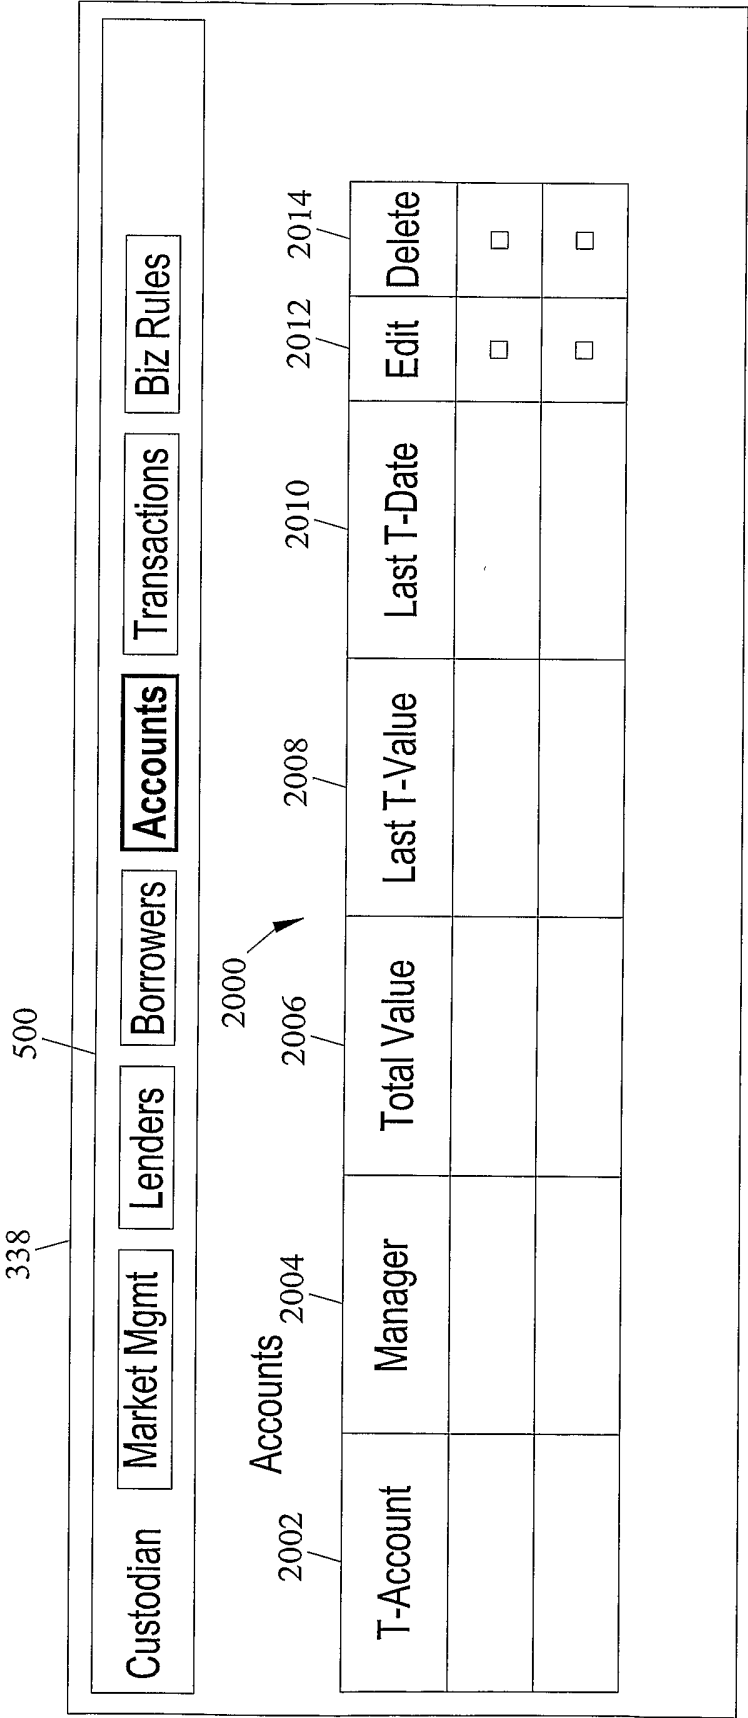 338
500
Custodian Market Mgmt Lenders Borrowers Accounts Transactions Biz Rules
2000
Accounts
2002 2004 2006 2008 2010 2012 2014
T-Account Manager Total Value Last T-Value Last T-Date Edit Delete